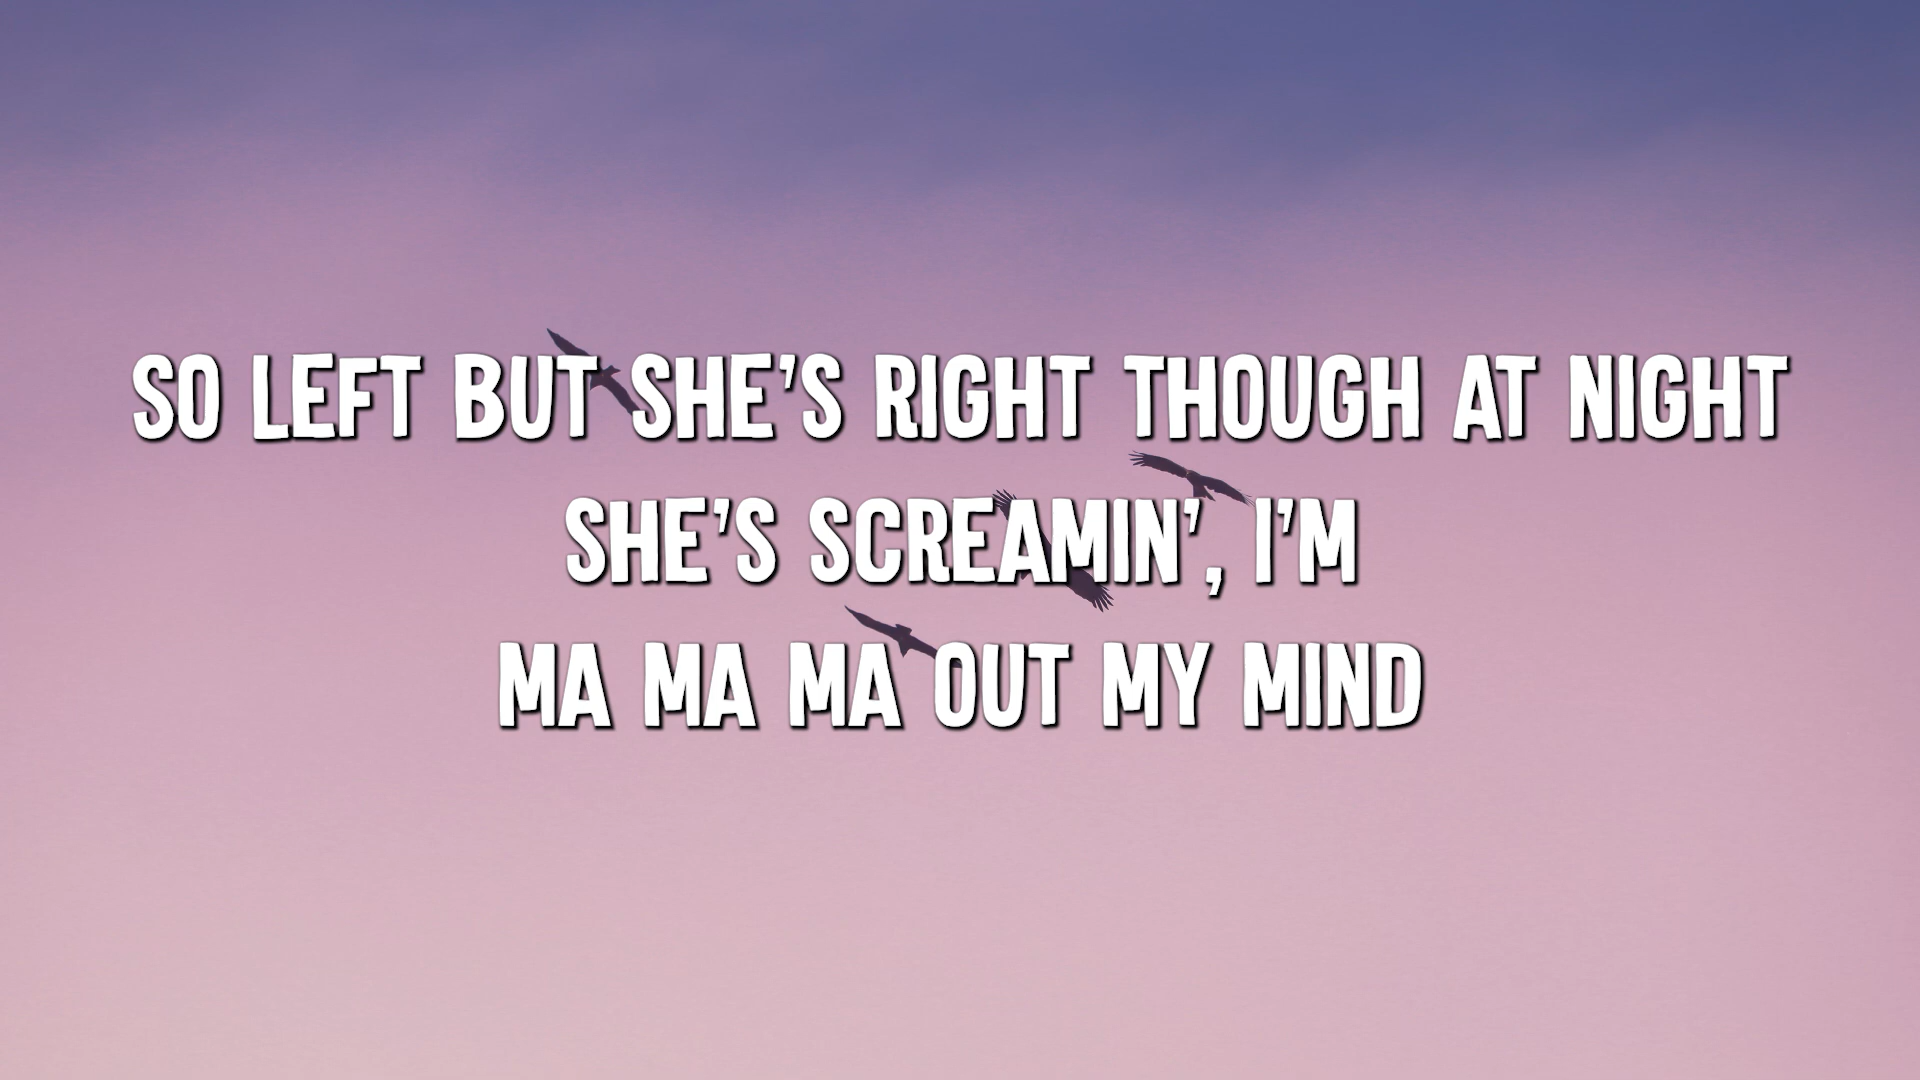 SO LEFT BUT SHE'S RIGHT THOUGH AT NIGHT
SHE'S SCREAMIN', I'M
MA MA MA OUT MY MIND